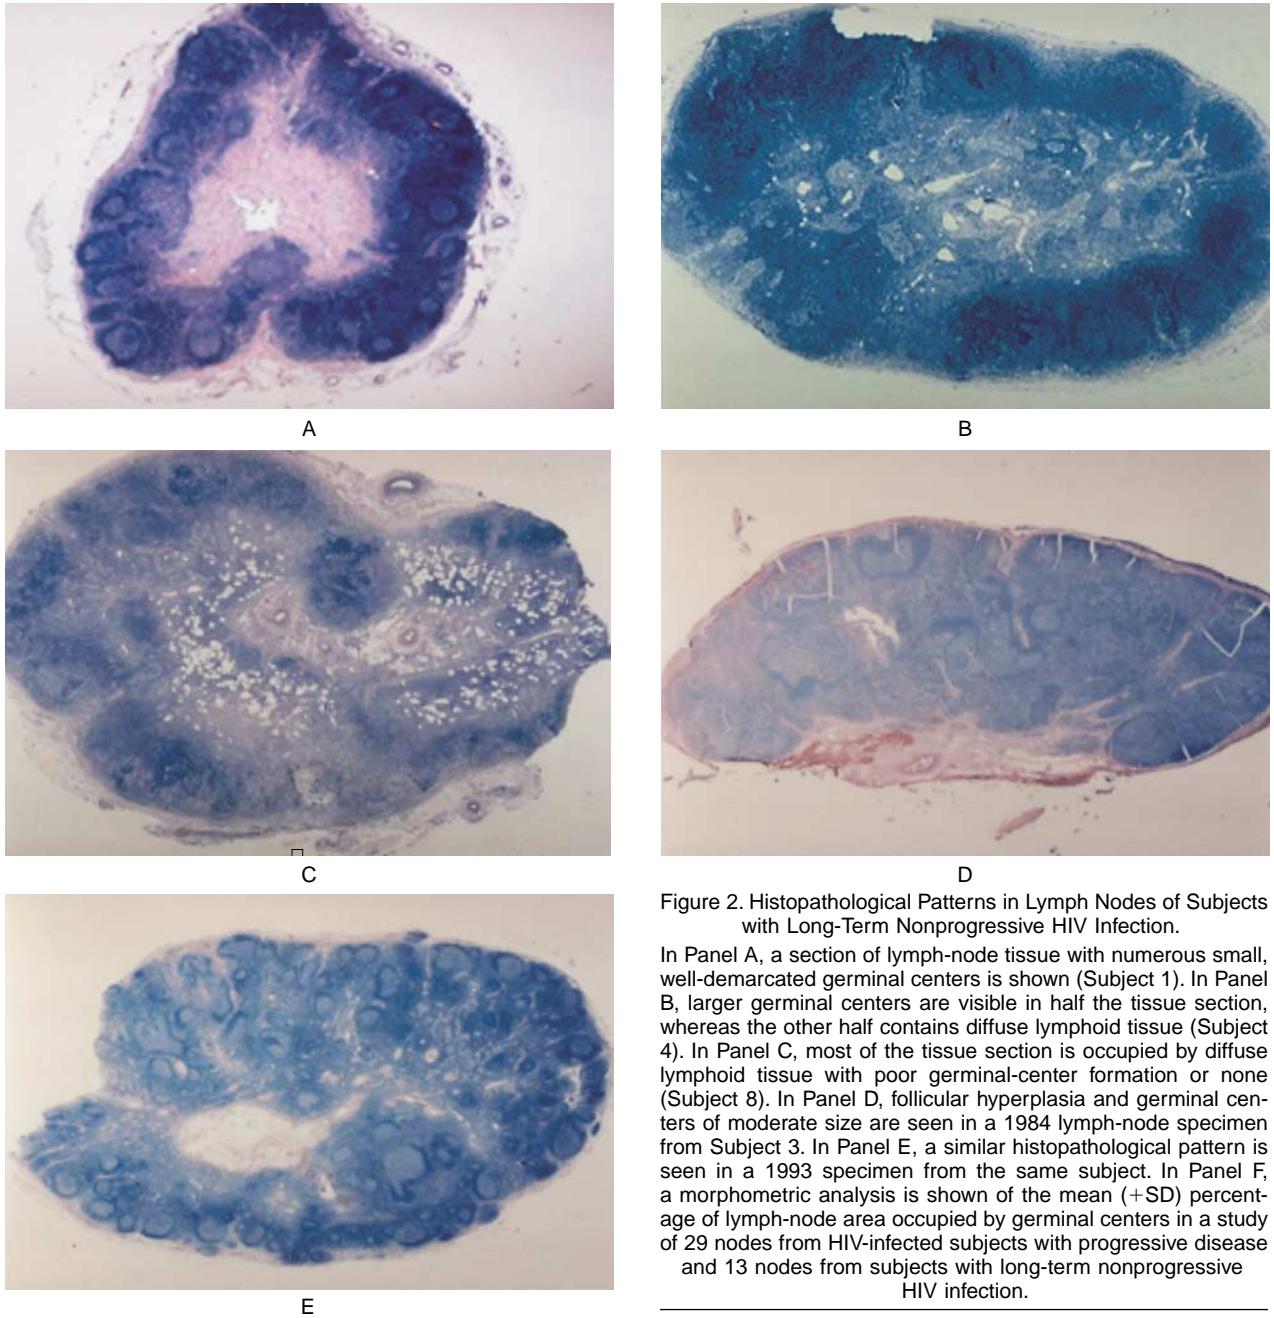 A
B
C
D
Figure 2. Histopathological Patterns in Lymph Nodes of Subjects
with Long-Term Nonprogressive HIV Infection.
In Panel A, a section of lymph-node tissue with numerous small,
well-demarcated germinal centers is shown (Subject 1). In Panel
B, larger germinal centers are visible in half the tissue section,
whereas the other half contains diffuse lymphoid tissue (Subject
4). In Panel C, most of the tissue section is occupied by diffuse
lymphoid tissue with poor germinal-center formation or none
(Subject 8). In Panel D, follicular hyperplasia and germinal cen-
ters of moderate size are seen in a 1984 lymph-node specimen
from Subject 3. In Panel E, a similar histopathological pattern is
seen in a 1993 specimen from the same subject. In Panel F,
a morphometric analysis is shown of the mean (+SD) percent-
age of lymph-node area occupied by germinal centers in a study
of 29 nodes from HIV-infected subjects with progressive disease
and 13 nodes from subjects with long-term nonprogressive
HIV infection.
E